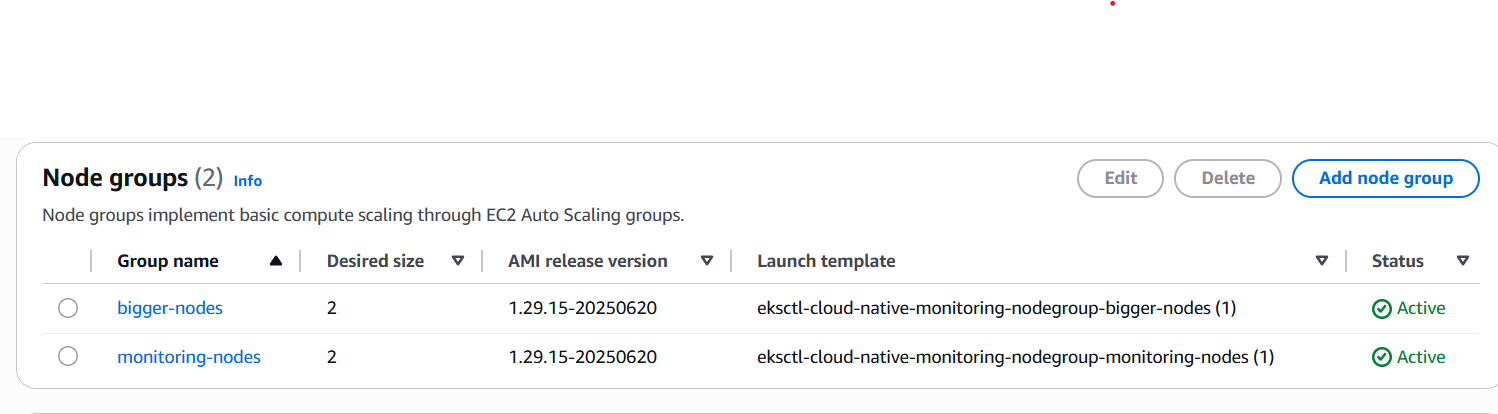 Node groups (2) Info
Edit
Delete
Add node group
Node groups implement basic compute scaling through EC2 Auto Scaling groups.
Group name Desired size AMI release version Launch template Status
bigger-nodes 2 1.29.15-20250620 eksctl-cloud-native-monitoring-nodegroup-bigger-nodes (1) Active
monitoring-nodes 2 1.29.15-20250620 eksctl-cloud-native-monitoring-nodegroup-monitoring-nodes (1) Active